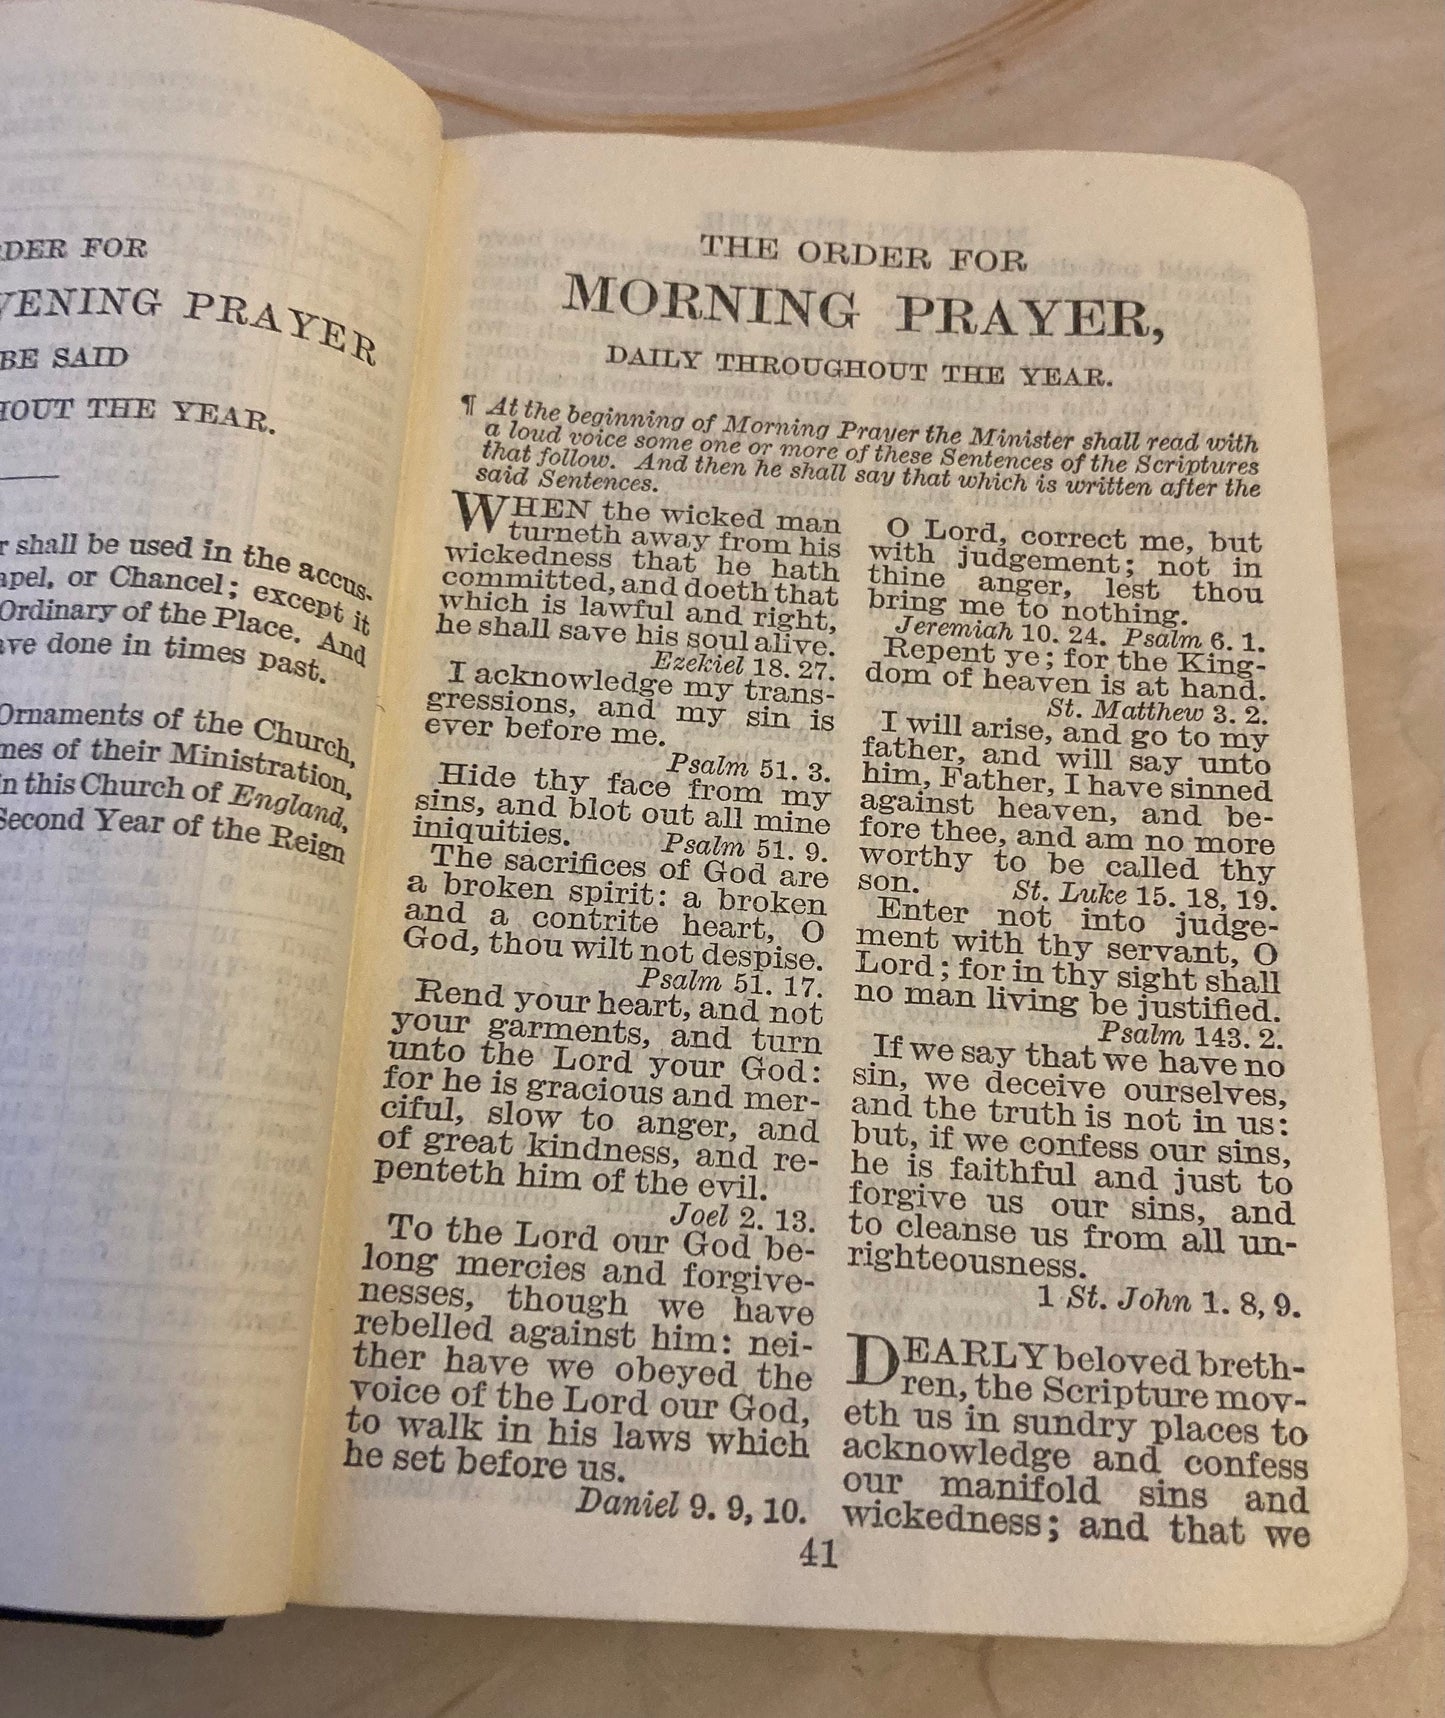 DER FOR
VENING PRAYER
BE SAID
HOUT THE YEAR.
shall be used in the accus-
or Chancel; except it
Ordinary of the Place. And
done in times past.
Ornaments of the Church,
of their Ministration,
in this Church of England,
Second Year of the Reign
THE ORDER FOR
MORNING PRAYER,
DAILY THROUGHOUT THE YEAR.
¶ At the beginning of Morning Prayer the Minister shall read with
a loud voice some one or more of these Sentences of the Scriptures
that follow. And then he shall say that which is written after the
said Sentences.
WHEN the wicked man
turneth away from his
wickedness that he hath
committed, and doeth that
which is lawful and right,
he shall save his soul alive.
Ezekiel 18. 27.
I acknowledge my trans-
gressions, and my sin is
ever before me.
Psalm 51. 3.
Hide thy face from my
sins, and blot out all mine
iniquities. Psalm 51. 9.
The sacrifices of God are
a broken spirit: a broken
and a contrite heart, O
God, thou wilt not despise.
Psalm 51. 17.
Rend your heart, and not
your garments, and turn
unto the Lord your God:
for he is gracious and mer-
ciful, slow to anger, and
of great kindness, and re-
penteth him of the evil.
Joel 2. 13.
To the Lord our God be-
long mercies and forgive-
nesses, though we have
rebelled against him: nei-
ther have we obeyed the
voice of the Lord our God,
to walk in his laws which
he set before us.
Daniel 9. 9, 10.
O Lord, correct me, but
with judgement; not in
thine anger, lest thou
bring me to nothing.
Jeremiah 10. 24. Psalm 6. 1.
Repent ye; for the King-
dom of heaven is at hand.
St. Matthew 3. 2.
I will arise, and go to my
father, and will say unto
him, Father, I have sinned
against heaven, and be-
fore thee, and am no more
worthy to be called thy
son. St. Luke 15. 18, 19.
Enter not into judge-
ment with thy servant, O
Lord; for in thy sight shall
no man living be justified.
Psalm 143. 2.
If we say that we have no
sin, we deceive ourselves,
and the truth is not in us:
but, if we confess our sins,
he is faithful and just to
forgive us our sins, and
to cleanse us from all un-
righteousness.
1 St. John 1. 8, 9.
DEARLY beloved breth-
ren, the Scripture mov-
eth us in sundry places to
acknowledge and confess
our manifold sins and
wickedness; and that we
41